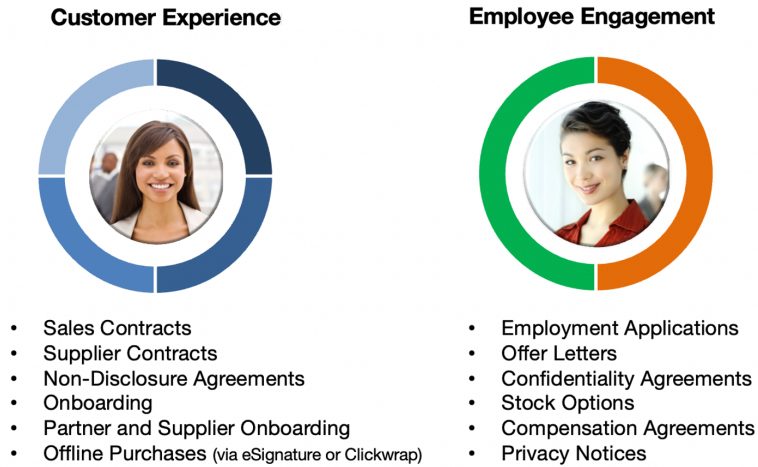 Customer Experience
• Sales Contracts
• Supplier Contracts
• Non-Disclosure Agreements
• Onboarding
• Partner and Supplier Onboarding
• Offline Purchases (via eSignature or Clickwrap)
Employee Engagement
• Employment Applications
• Offer Letters
• Confidentiality Agreements
• Stock Options
• Compensation Agreements
• Privacy Notices